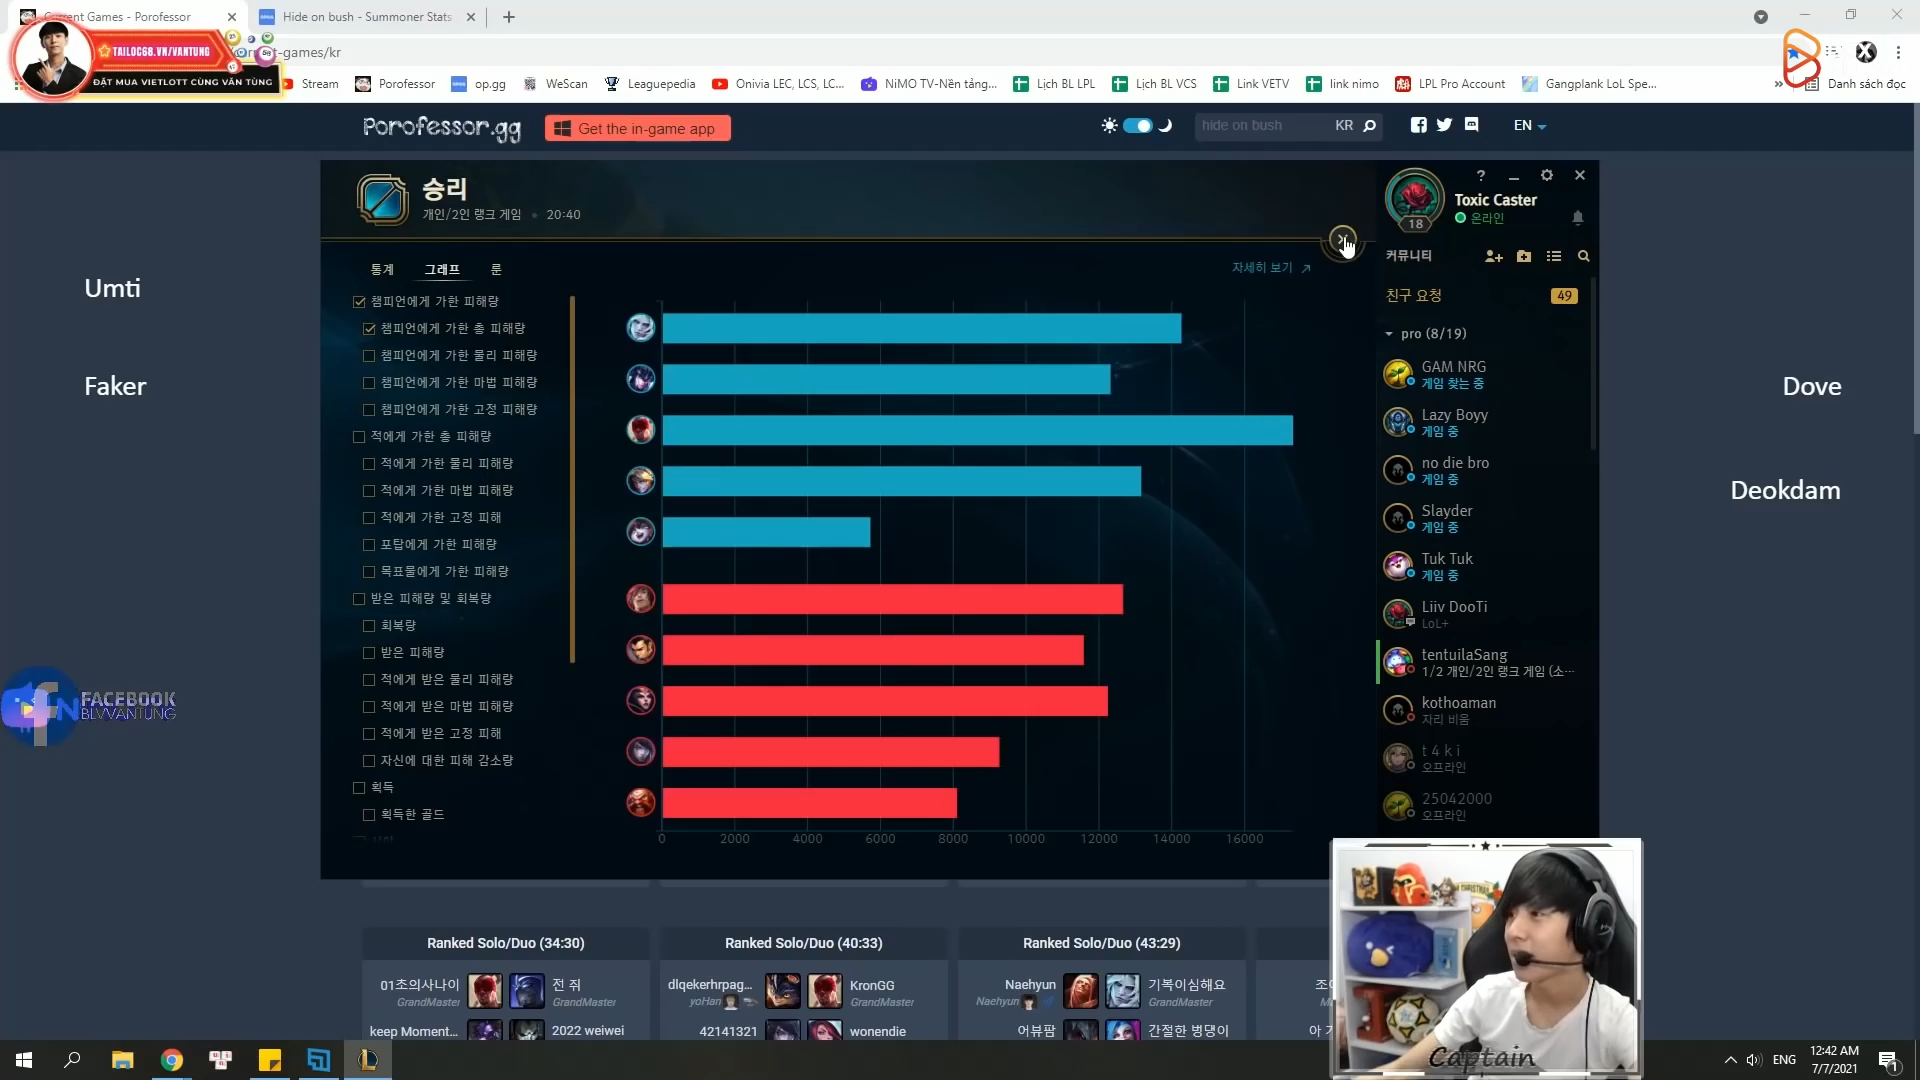 Current Games - Porofessor
Hide on bush - Summoner Stats
TAILOC68.VN/VANTUNG
ĐẶT MUA VIETLOTT CÙNG VĂN TÙNG
t-games/kr
Stream
Porofessor
op.gg
WeScan
Leaguepedia
Onivia LEC, LCS, LC...
NiMO TV-Nền tảng...
Lịch BL LPL
Lịch BL VCS
Link VETV
link nimo
LPL Pro Account
Gangplank LoL Spe...
»
Danh sách đọc
Porofessor.gg
Get the in-game app
hide on bush
KR
EN
승리
개인/2인 랭크 게임 • 20:40
Toxic Caster
온라인
18
통계
그래프
룬
자세히 보기
커뮤니티
친구 요청
49
pro (8/19)
챔피언에게 가한 피해량
챔피언에게 가한 총 피해량
챔피언에게 가한 물리 피해량
챔피언에게 가한 마법 피해량
챔피언에게 가한 고정 피해량
적에게 가한 총 피해량
적에게 가한 물리 피해량
적에게 가한 마법 피해량
적에게 가한 고정 피해
포탑에게 가한 피해량
목표물에게 가한 피해량
받은 피해량 및 회복량
회복량
받은 피해량
적에게 받은 물리 피해량
적에게 받은 마법 피해량
적에게 받은 고정 피해
자신에 대한 피해 감소량
획득
획득한 골드
0
2000
4000
6000
8000
10000
12000
14000
16000
GAM NRG
게임 찾는 중
Lazy Boyy
게임 중
no die bro
게임 중
Slayder
게임 중
Tuk Tuk
게임 중
Liiv DooTi
LoL+
tentuilaSang
1/2 개인/2인 랭크 게임 (소...
kothoaman
자리 비움
t 4 k i
오프라인
25042000
오프라인
Umti
Faker
Dove
Deokdam
FACEBOOK
BLVVANTUNG
Ranked Solo/Duo (34:30)
Ranked Solo/Duo (40:33)
Ranked Solo/Duo (43:29)
01초의사나이
GrandMaster
전 쥐
GrandMaster
keep Moment...
2022 weiwei
dlqekerhrpag...
yoHan
KronGG
GrandMaster
42141321
wonendie
Naehyun
Naehyun
기복이심해요
GrandMaster
어뷰팜
간절한 병댕이
Captain
ENG
12:42 AM
7/7/2021
1